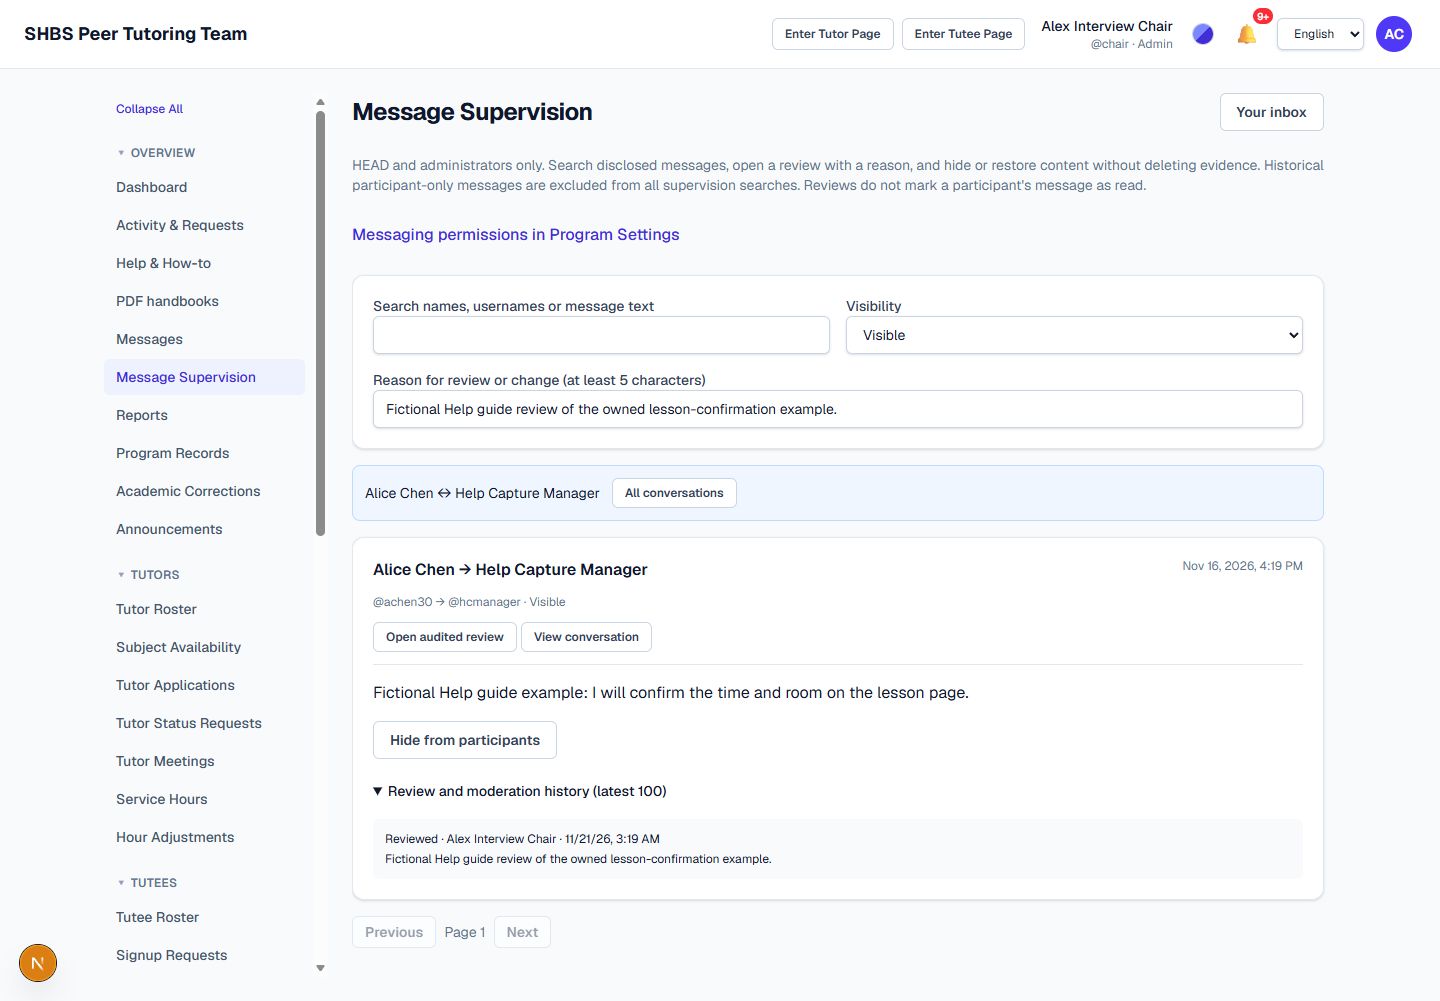 SHBS Peer Tutoring Team
Enter Tutor Page
Enter Tutee Page
Alex Interview Chair
@chair · Admin
9+
English
AC
Collapse All
▼ OVERVIEW
Dashboard
Activity & Requests
Help & How-to
PDF handbooks
Messages
Message Supervision
Reports
Program Records
Academic Corrections
Announcements
▼ TUTORS
Tutor Roster
Subject Availability
Tutor Applications
Tutor Status Requests
Tutor Meetings
Service Hours
Hour Adjustments
▼ TUTEES
Tutee Roster
Signup Requests
N
Message Supervision
Your inbox
HEAD and administrators only. Search disclosed messages, open a review with a reason, and hide or restore content without deleting evidence. Historical
participant-only messages are excluded from all supervision searches. Reviews do not mark a participant's message as read.
Messaging permissions in Program Settings
Search names, usernames or message text
Visibility
Visible
Reason for review or change (at least 5 characters)
Fictional Help guide review of the owned lesson-confirmation example.
Alice Chen ↔ Help Capture Manager
All conversations
Alice Chen → Help Capture Manager
Nov 16, 2026, 4:19 PM
@achen30 → @hcmanager · Visible
Open audited review
View conversation
Fictional Help guide example: I will confirm the time and room on the lesson page.
Hide from participants
▼ Review and moderation history (latest 100)
Reviewed · Alex Interview Chair · 11/21/26, 3:19 AM
Fictional Help guide review of the owned lesson-confirmation example.
Previous
Page 1
Next